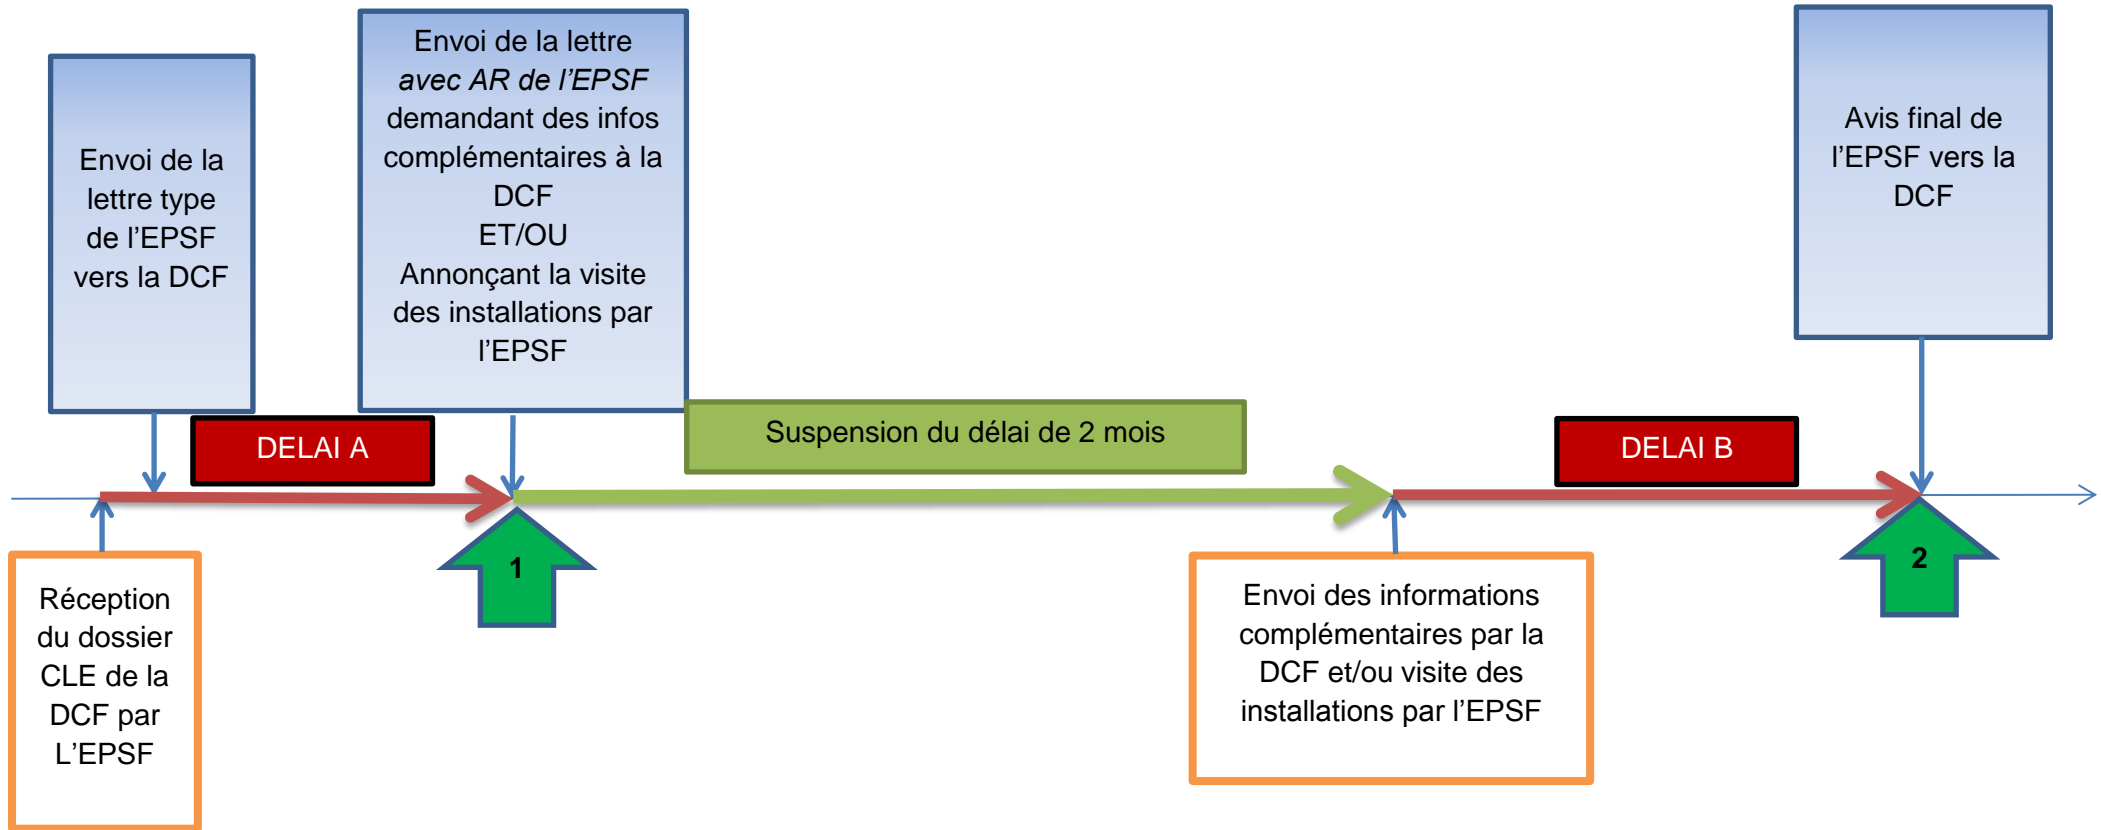 Envoi de la
lettre type
de l’EPSF
vers la DCF
Envoi de la lettre
avec AR de l’EPSF
demandant des infos
complémentaires à la
DCF
ET/OU
Annonçant la visite
des installations par
l’EPSF
Avis final de
l’EPSF vers la
DCF
DELAI A
Suspension du délai de 2 mois
DELAI B
1
2
Réception
du dossier
CLE de la
DCF par
L’EPSF
Envoi des informations
complémentaires par la
DCF et/ou visite des
installations par l’EPSF